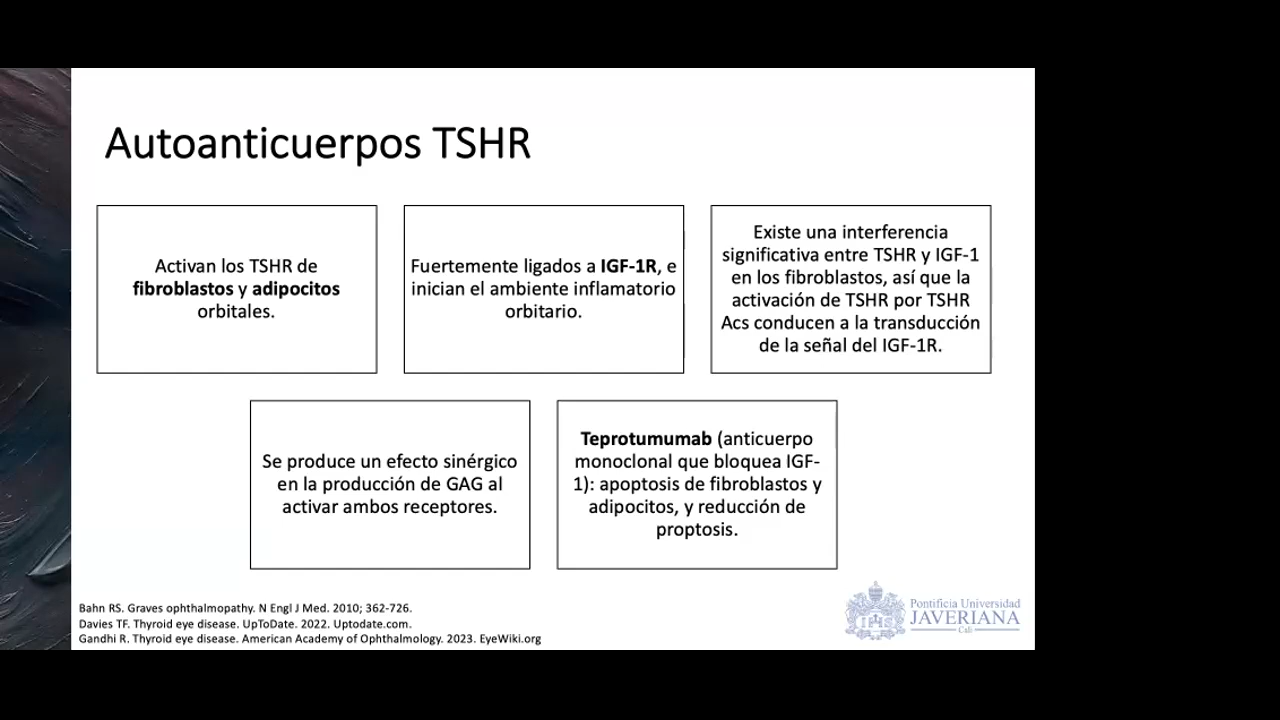 Autoanticuerpos TSHR
Activan los TSHR de
fibroblastos y adipocitos
orbitales.
Fuertemente ligados a IGF-1R, e
inician el ambiente inflamatorio
orbitario.
Existe una interferencia
significativa entre TSHR y IGF-1
en los fibroblastos, así que la
activación de TSHR por TSHR
Acs conducen a la transducción
de la señal del IGF-1R.
Se produce un efecto sinérgico
en la producción de GAG al
activar ambos receptores.
Teprotumumab (anticuerpo
monoclonal que bloquea IGF-
1): apoptosis de fibroblastos y
adipocitos, y reducción de
proptosis.
Bahn RS. Graves ophthalmopathy. N Engl J Med. 2010; 362-726.
Davies TF. Thyroid eye disease. UpToDate. 2022. Uptodate.com.
Gandhi R. Thyroid eye disease. American Academy of Ophthalmology. 2023. EyeWiki.org
Pontificia Universidad
JAVERIANA
Cali